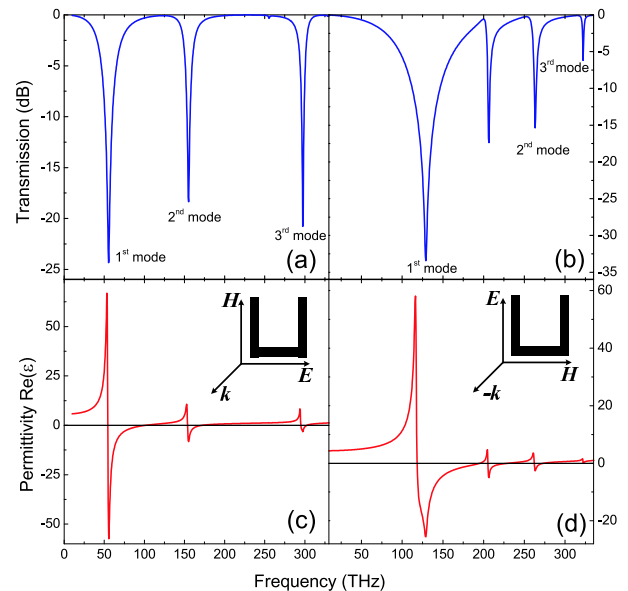 0
-5
-10
-15
-20
-25
Transmission (dB)
1st mode
2nd mode
3rd mode
(a)
0
-5
-10
-15
-20
-25
-30
-35
1st mode
2nd mode
3rd mode
(b)
50
25
0
-25
-50
Permittivity Re(ε)
H
E
k
(c)
E
H
-k
(d)
60
40
20
0
-20
0 50 100 150 200 250 300
50 100 150 200 250 300
Frequency (THz)